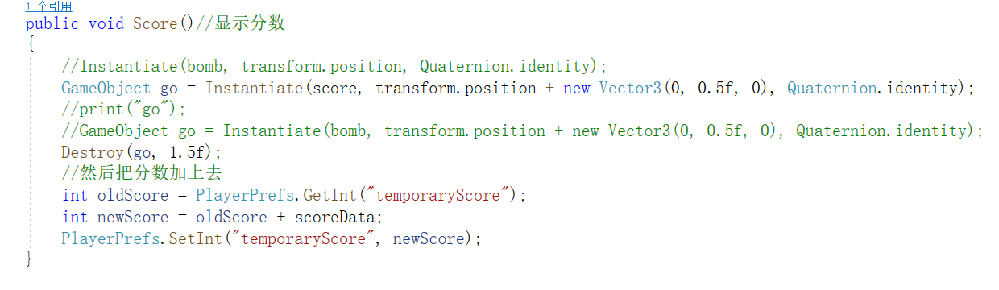 1 个引用
public void Score()//显示分数
{
//Instantiate(bomb, transform.position, Quaternion.identity);
GameObject go = Instantiate(score, transform.position + new Vector3(0, 0.5f, 0), Quaternion.identity);
//print("go");
//GameObject go = Instantiate(bomb, transform.position + new Vector3(0, 0.5f, 0), Quaternion.identity);
Destroy(go, 1.5f);
//然后把分数加上去
int oldScore = PlayerPrefs.GetInt("temporaryScore");
int newScore = oldScore + scoreData;
PlayerPrefs.SetInt("temporaryScore", newScore);
}